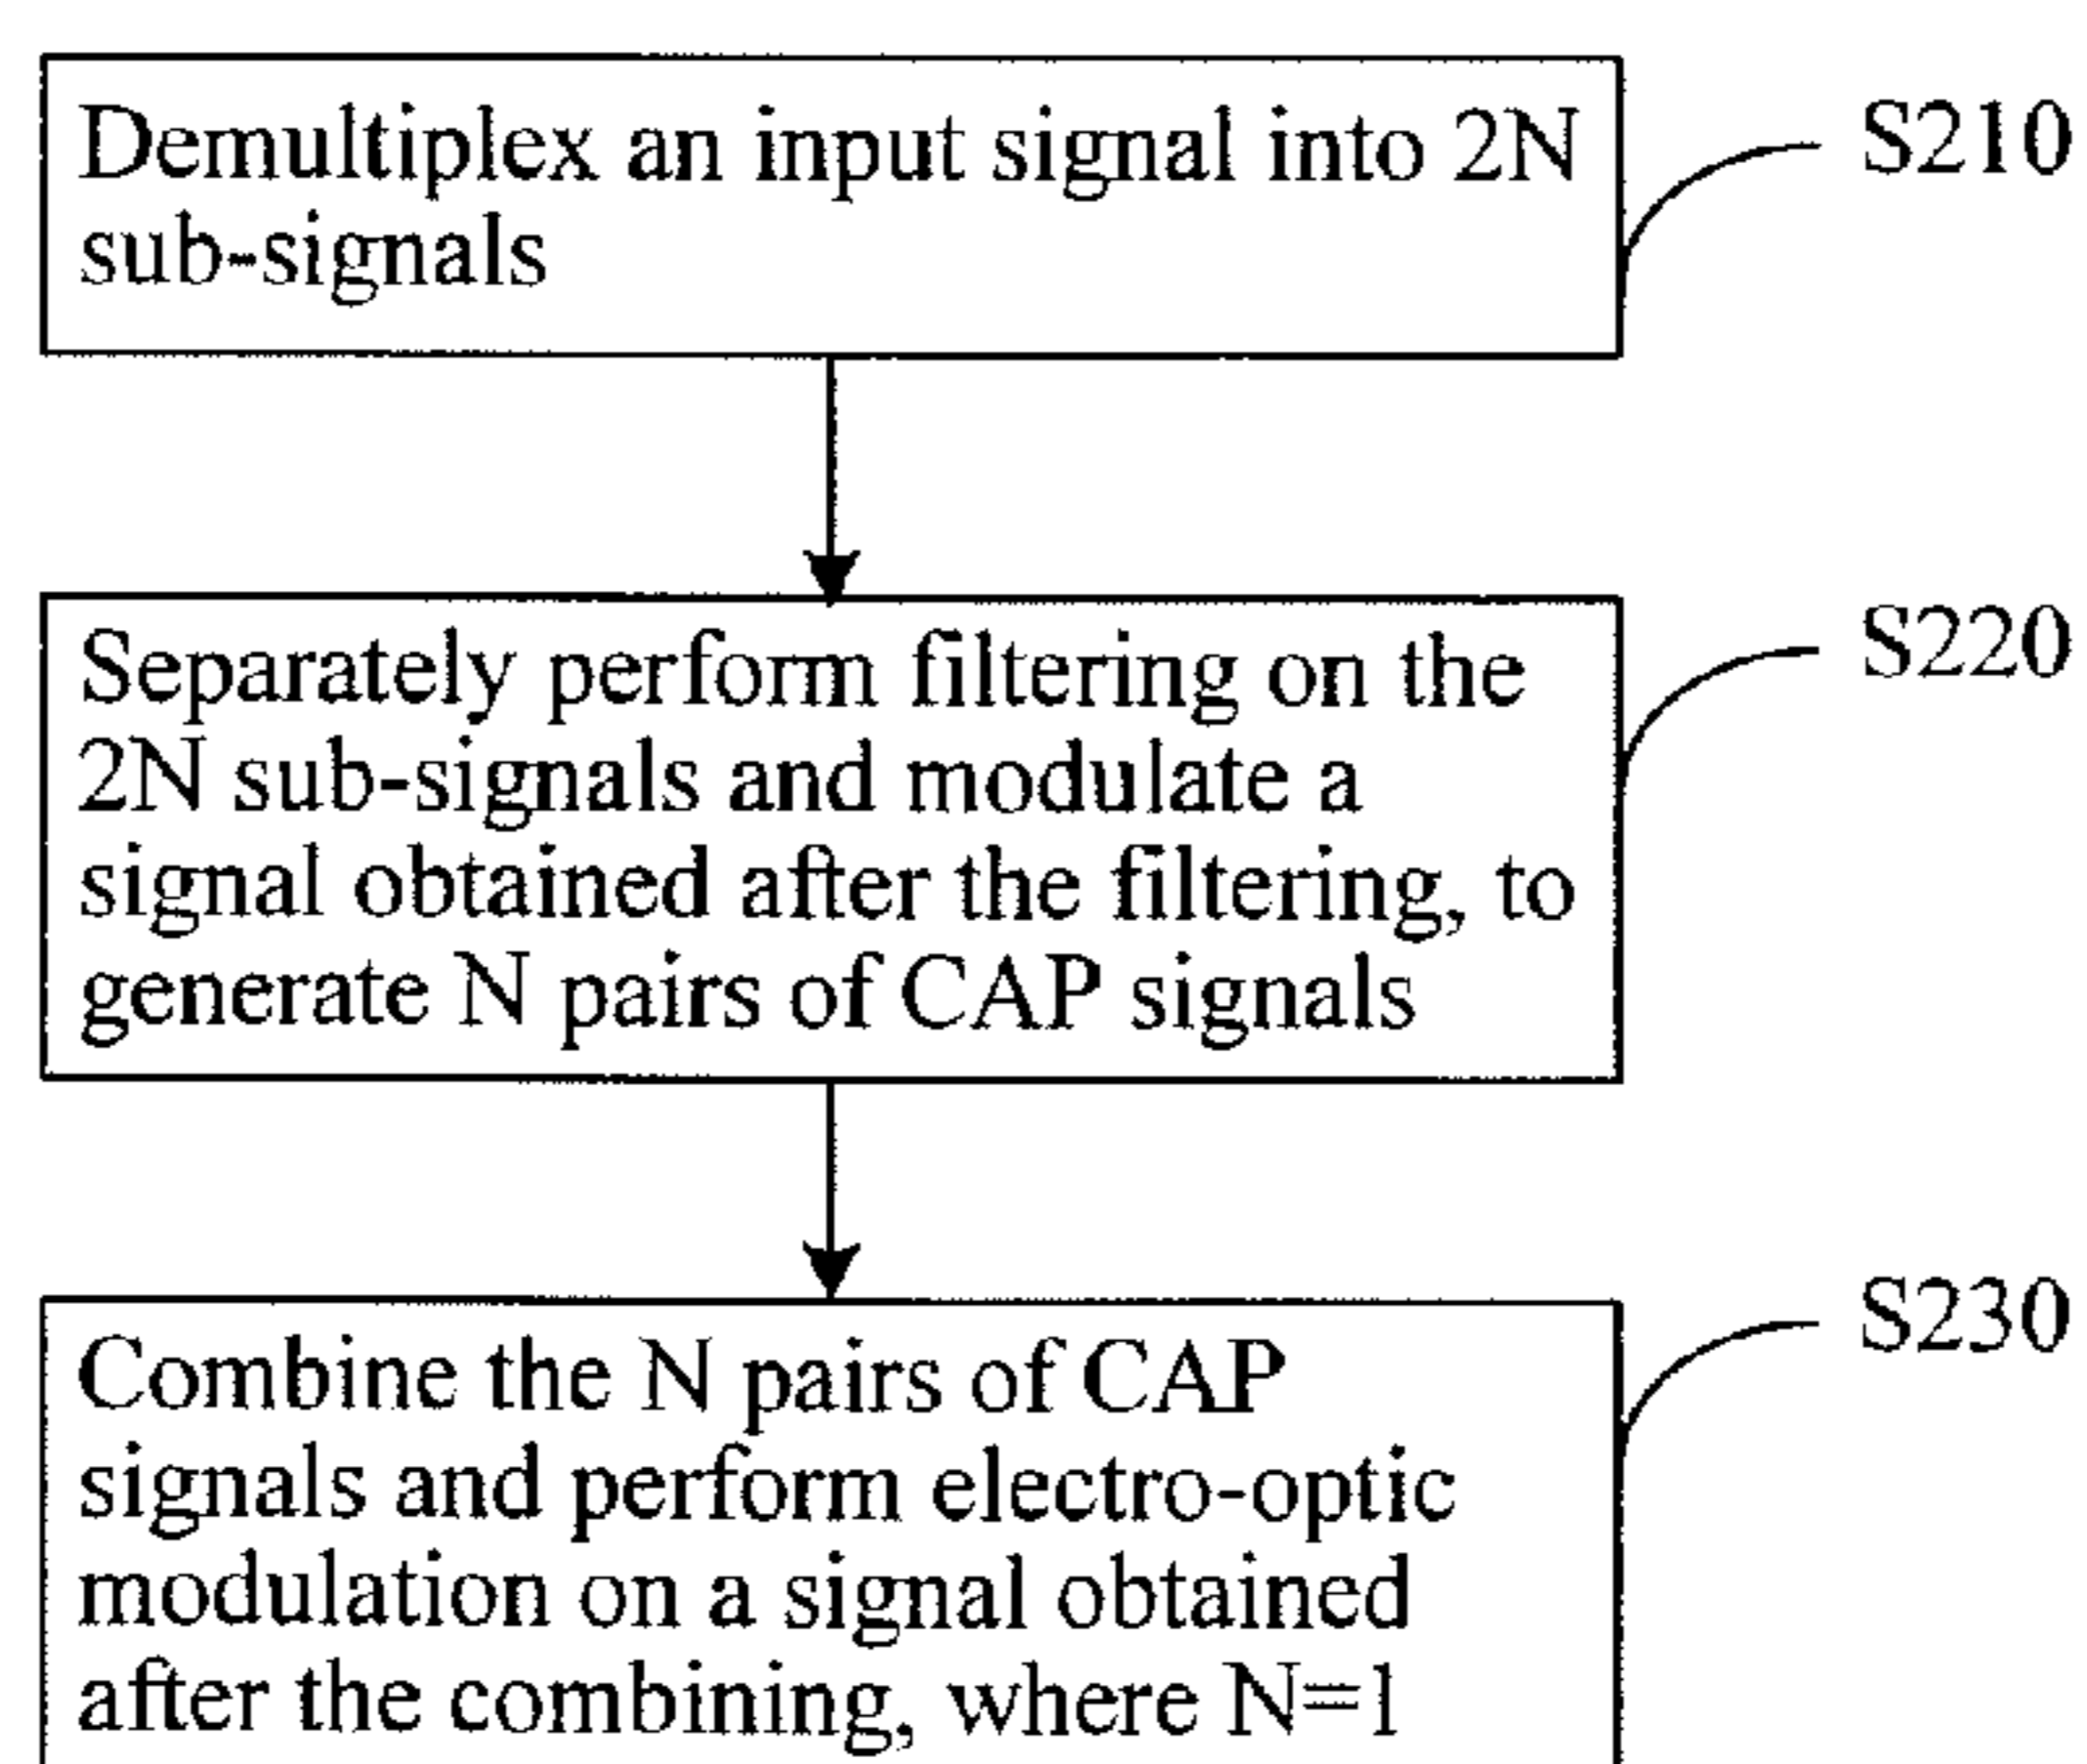 Demultiplex an input signal into 2N
sub-signals
S210
Separately perform filtering on the
2N sub-signals and modulate a
signal obtained after the filtering, to
generate N pairs of CAP signals
S220
Combine the N pairs of CAP
signals and perform electro-optic
modulation on a signal obtained
after the combining, where N=1
S230